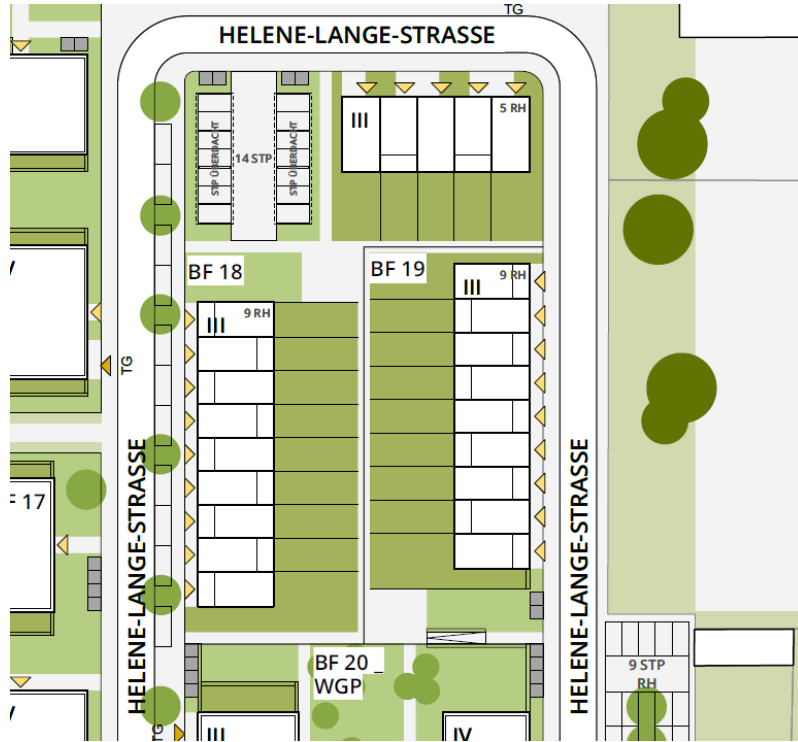 TG
HELENE-LANGE-STRASSE
5 RH
III
STP ÜBERDACHT
14 STP
STP ÜBERDACHT
BF 18
BF 19
9 RH
III
9 RH
III
TG
HELENE-LANGE-STRASSE
HELENE-LANGE-STRASSE
F 17
BF 20 _
WGP
9 STP
RH
TG
III
IV